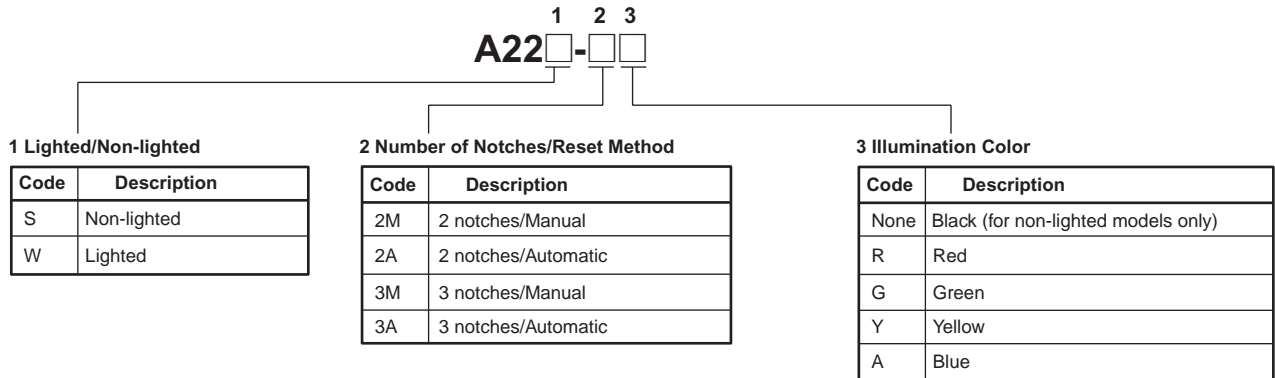 1 2 3
A22□-□□
1 Lighted/Non-lighted
Code Description
S Non-lighted
W Lighted
2 Number of Notches/Reset Method
Code Description
2M 2 notches/Manual
2A 2 notches/Automatic
3M 3 notches/Manual
3A 3 notches/Automatic
3 Illumination Color
Code Description
None Black (for non-lighted models only)
R Red
G Green
Y Yellow
A Blue